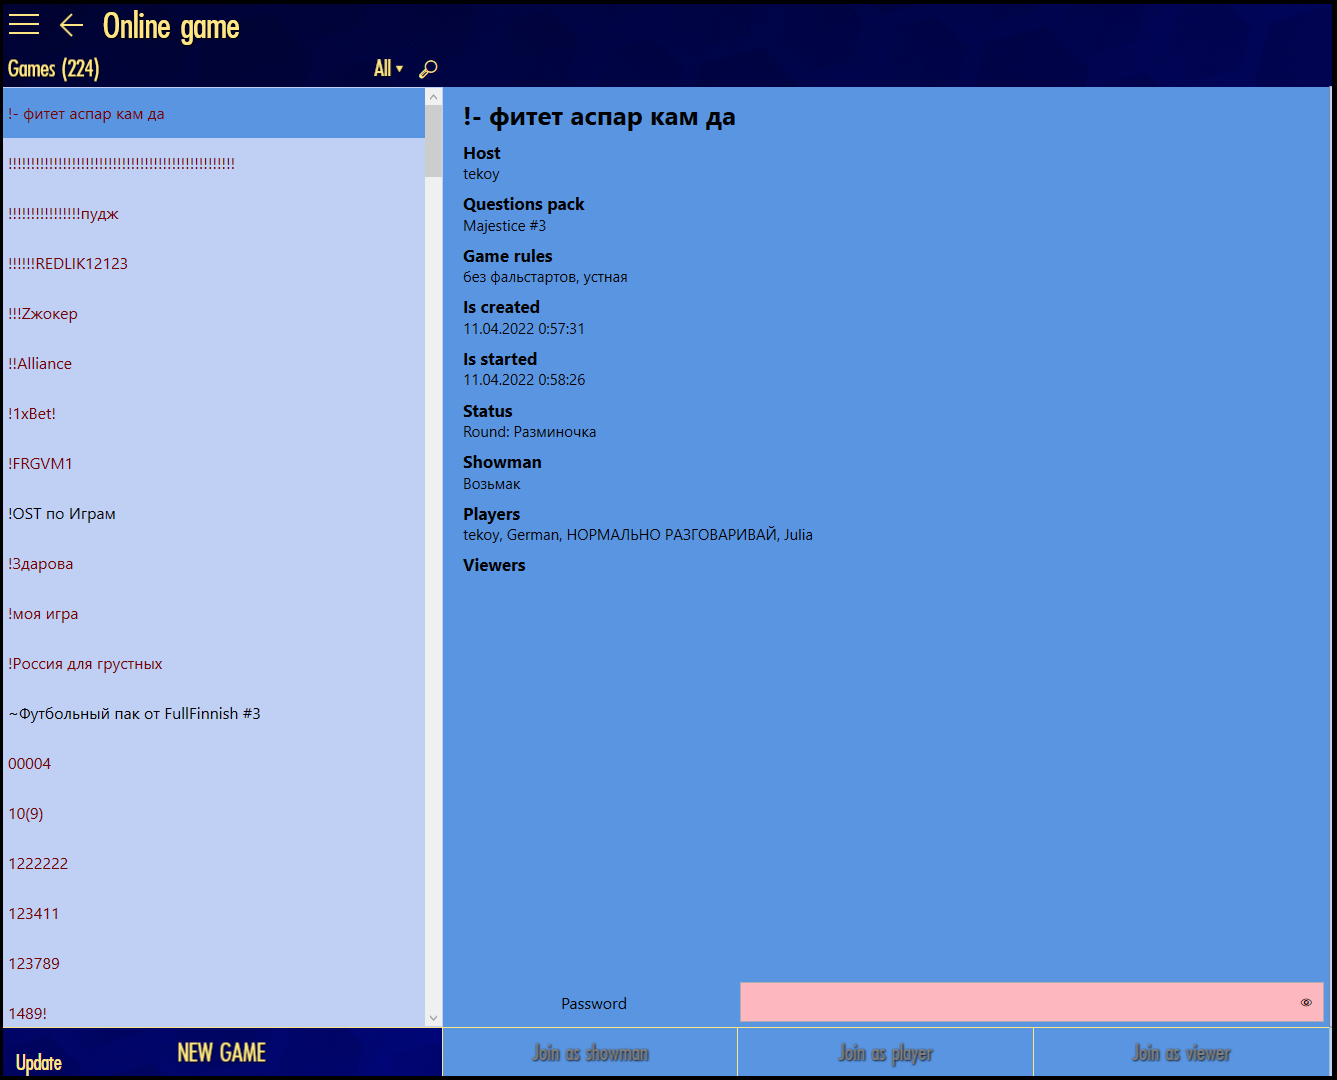 Online game
Games (224)
All
!- фитет аспар кам да
!!!!!!!!!!!!!!!!!!!!!!!!!!!!!!!!!!!!!!!!!!!!!!!!!!
!!!!!!!!!!!!!!!!пудж
!!!!!!REDLIK12123
!!!Zжокер
!!Alliance
!1xBet!
!FRGVM1
!OST по Играм
!Здарова
!моя игра
!Россия для грустных
~Футбольный пак от FullFinnish #3
00004
10(9)
1222222
123411
123789
1489!
Update
NEW GAME
!- фитет аспар кам да
Host
tekoy
Questions pack
Majestice #3
Game rules
без фальстартов, устная
Is created
11.04.2022 0:57:31
Is started
11.04.2022 0:58:26
Status
Round: Разминочка
Showman
Возьмак
Players
tekoy, German, НОРМАЛЬНО РАЗГОВАРИВАЙ, Julia
Viewers
Password
Join as showman
Join as player
Join as viewer